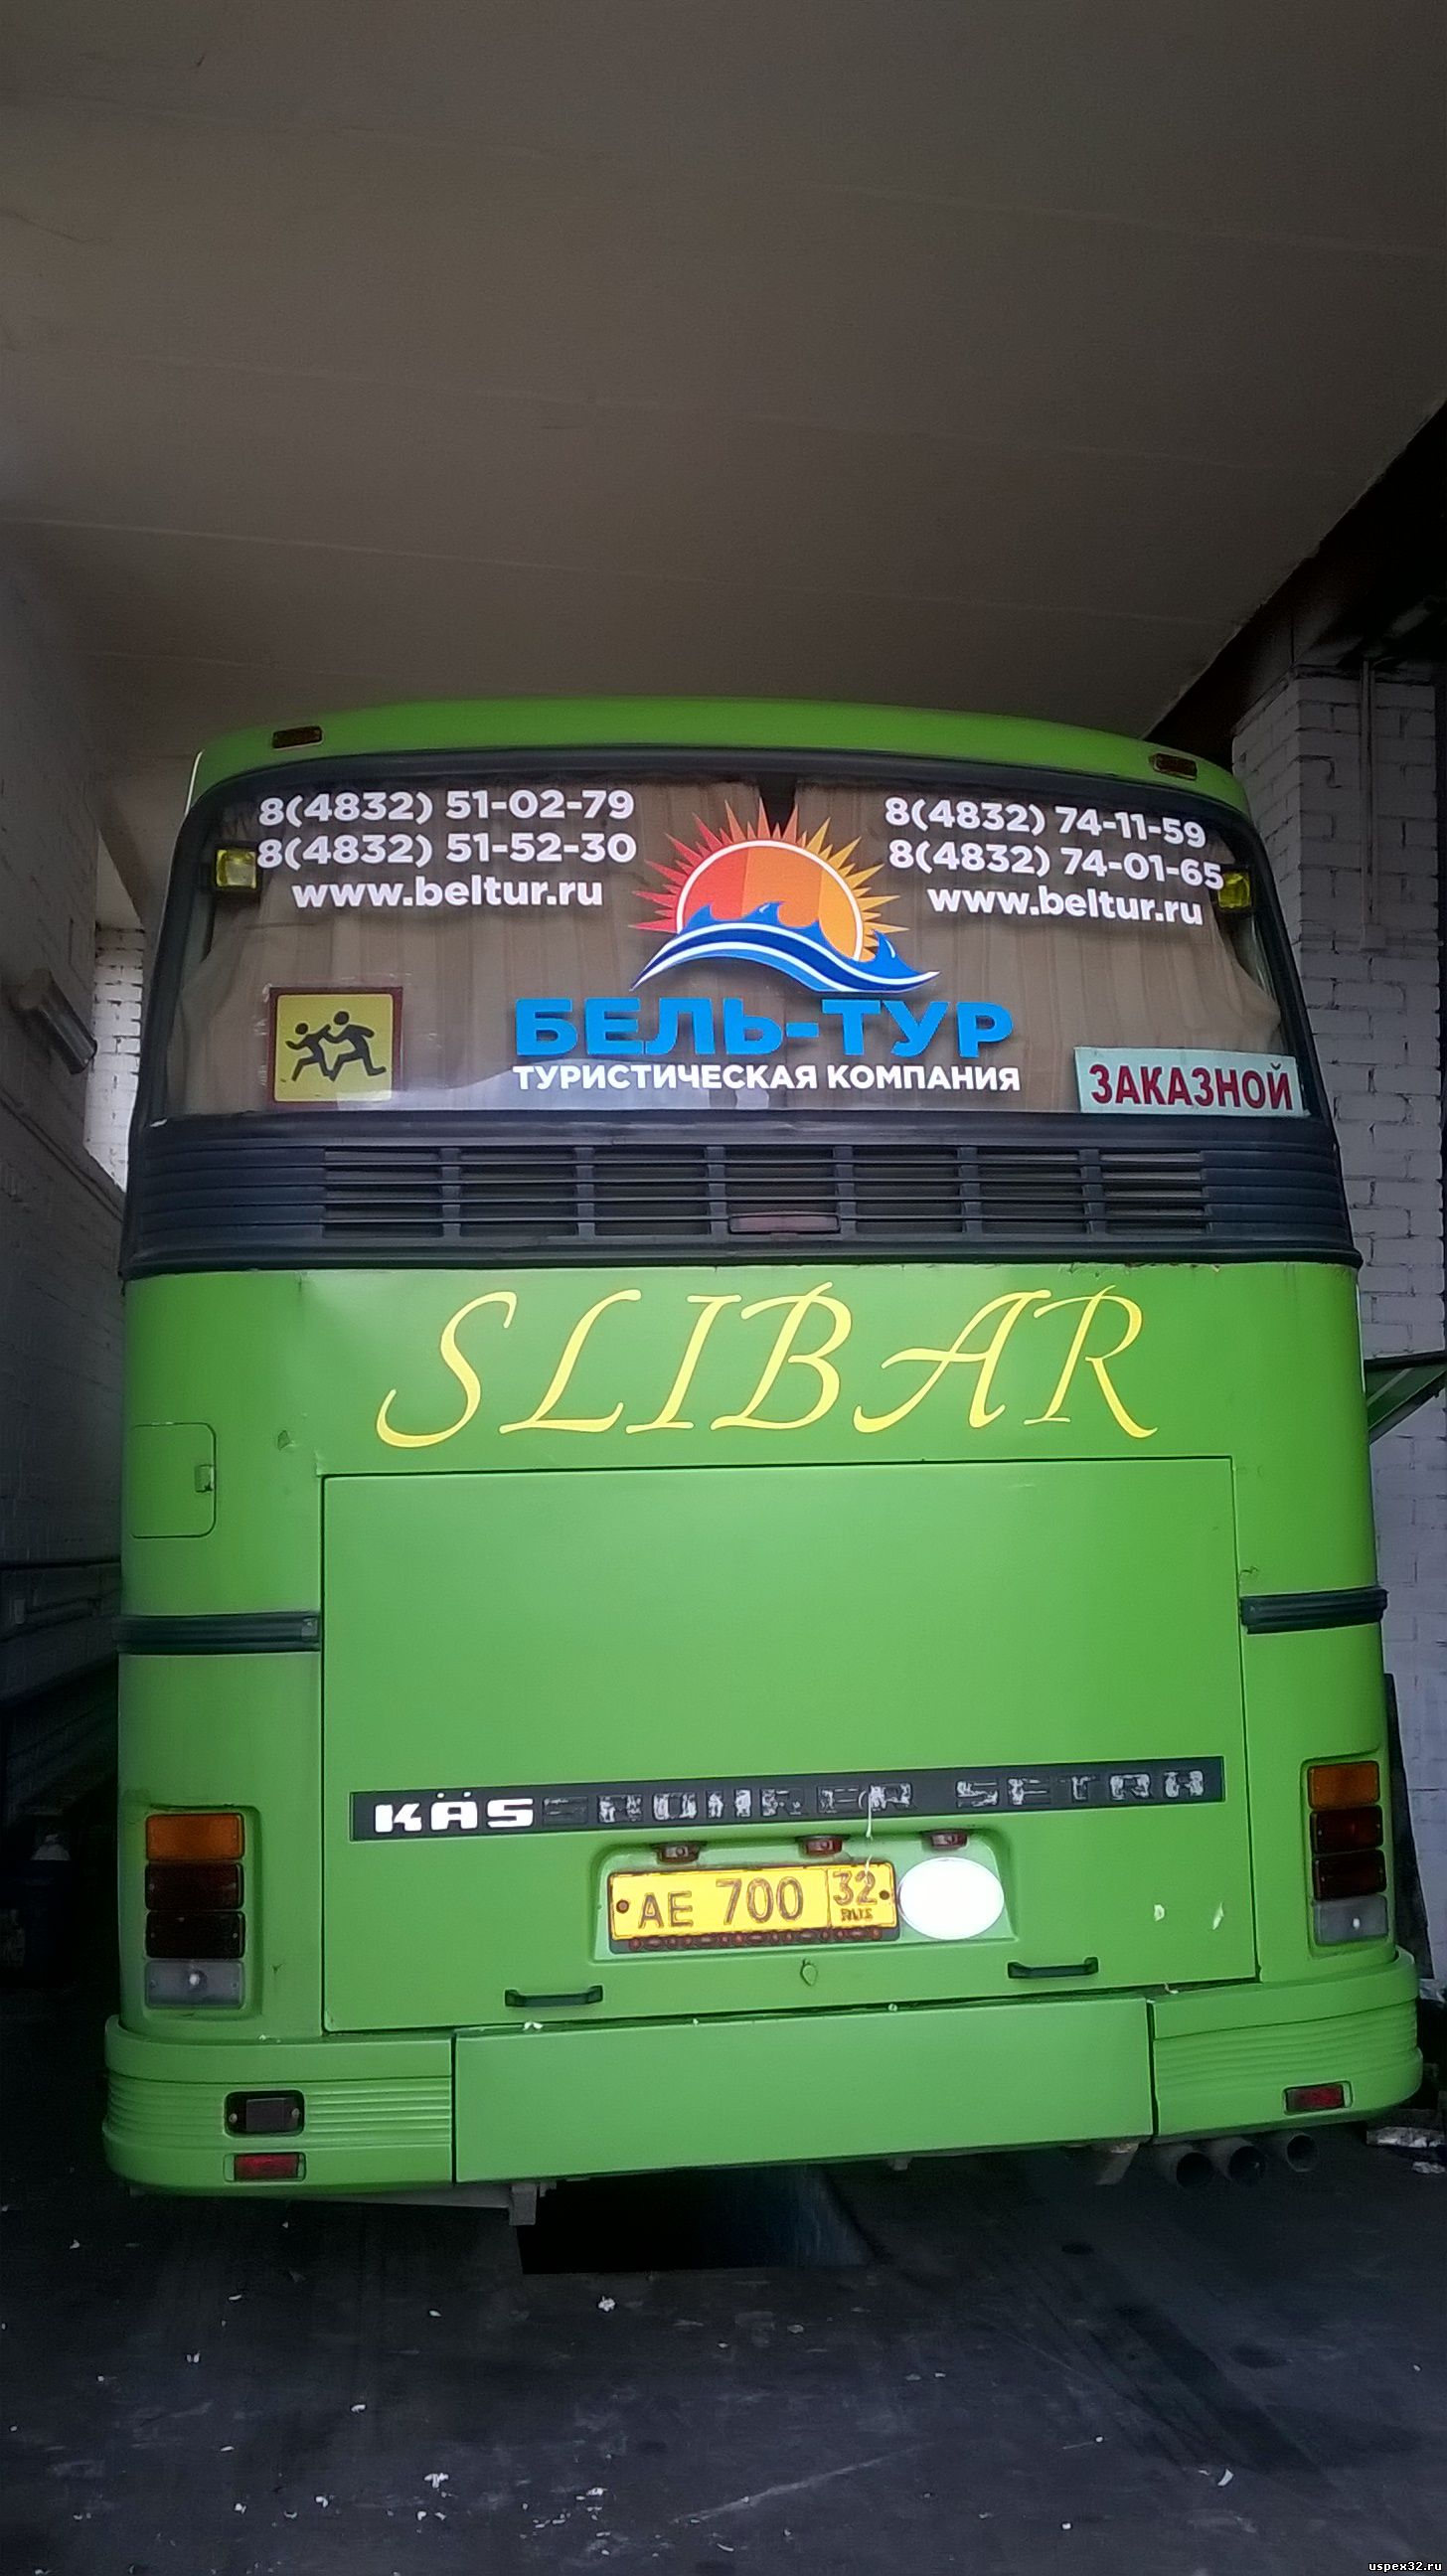 8(4832) 51-02-79
8(4832) 51-52-30
www.beltur.ru
8(4832) 74-11-59
8(4832) 74-01-65
www.beltur.ru
БЕЛЬ-ТУР
ТУРИСТИЧЕСКАЯ КОМПАНИЯ
ЗАКАЗНОЙ
SLIBAR
KÄSSBOHRER SETRA
АЕ 700 32
RUS
uspex32.ru